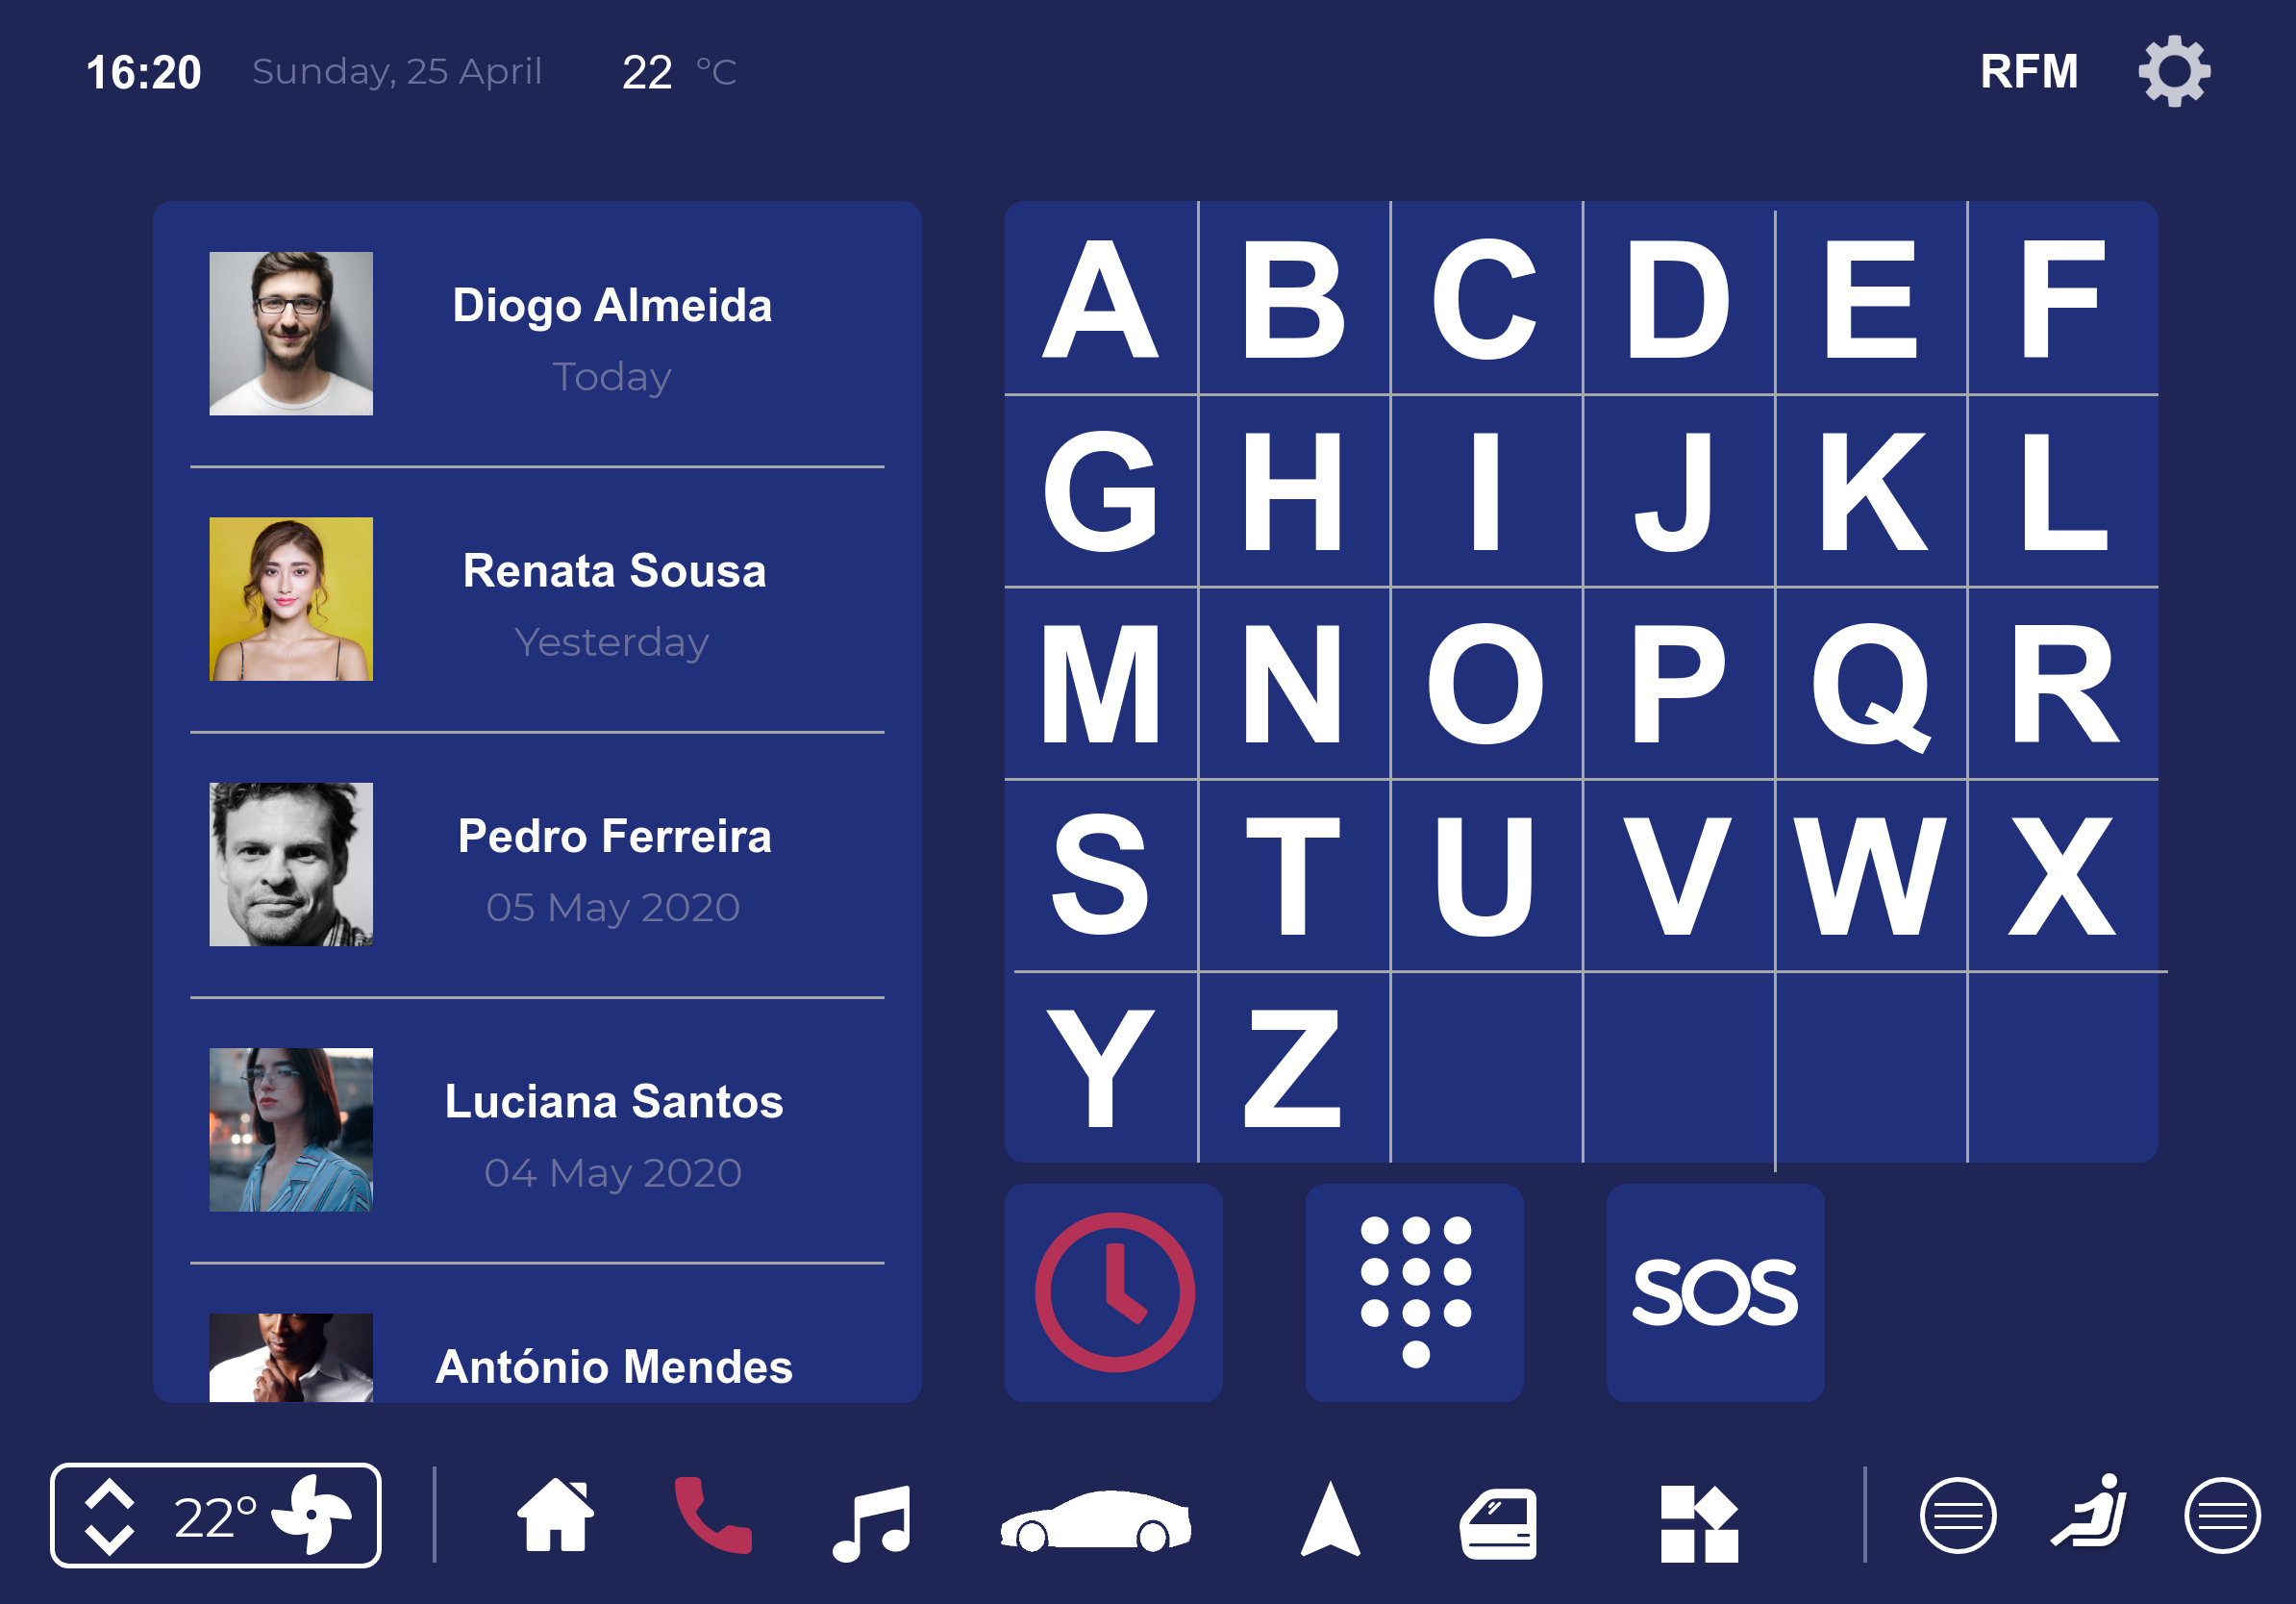 16:20 Sunday, 25 April 22 °C RFM
Diogo Almeida
Today
Renata Sousa
Yesterday
Pedro Ferreira
05 May 2020
Luciana Santos
04 May 2020
António Mendes
A B C D E F
G H I J K L
M N O P Q R
S T U V W X
Y Z
SOS
22°